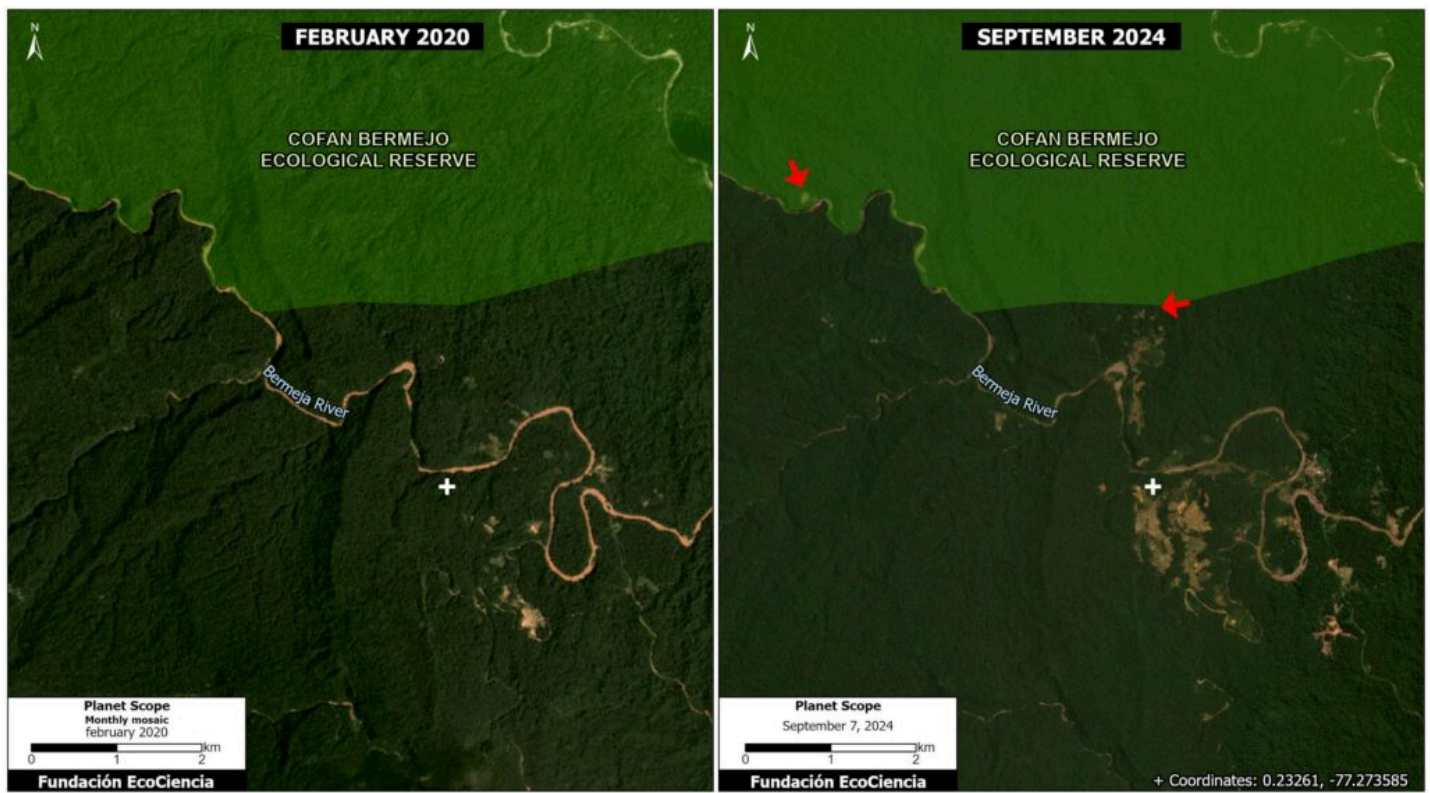 N
FEBRUARY 2020
COFAN BERMEJO
ECOLOGICAL RESERVE
Bermeja River
Planet Scope
Monthly mosaic
february 2020
km
0 1 2
Fundación EcoCiencia
N
SEPTEMBER 2024
COFAN BERMEJO
ECOLOGICAL RESERVE
Bermeja River
Planet Scope
September 7, 2024
km
0 1 2
Fundación EcoCiencia
+ Coordinates: 0.23261, -77.273585